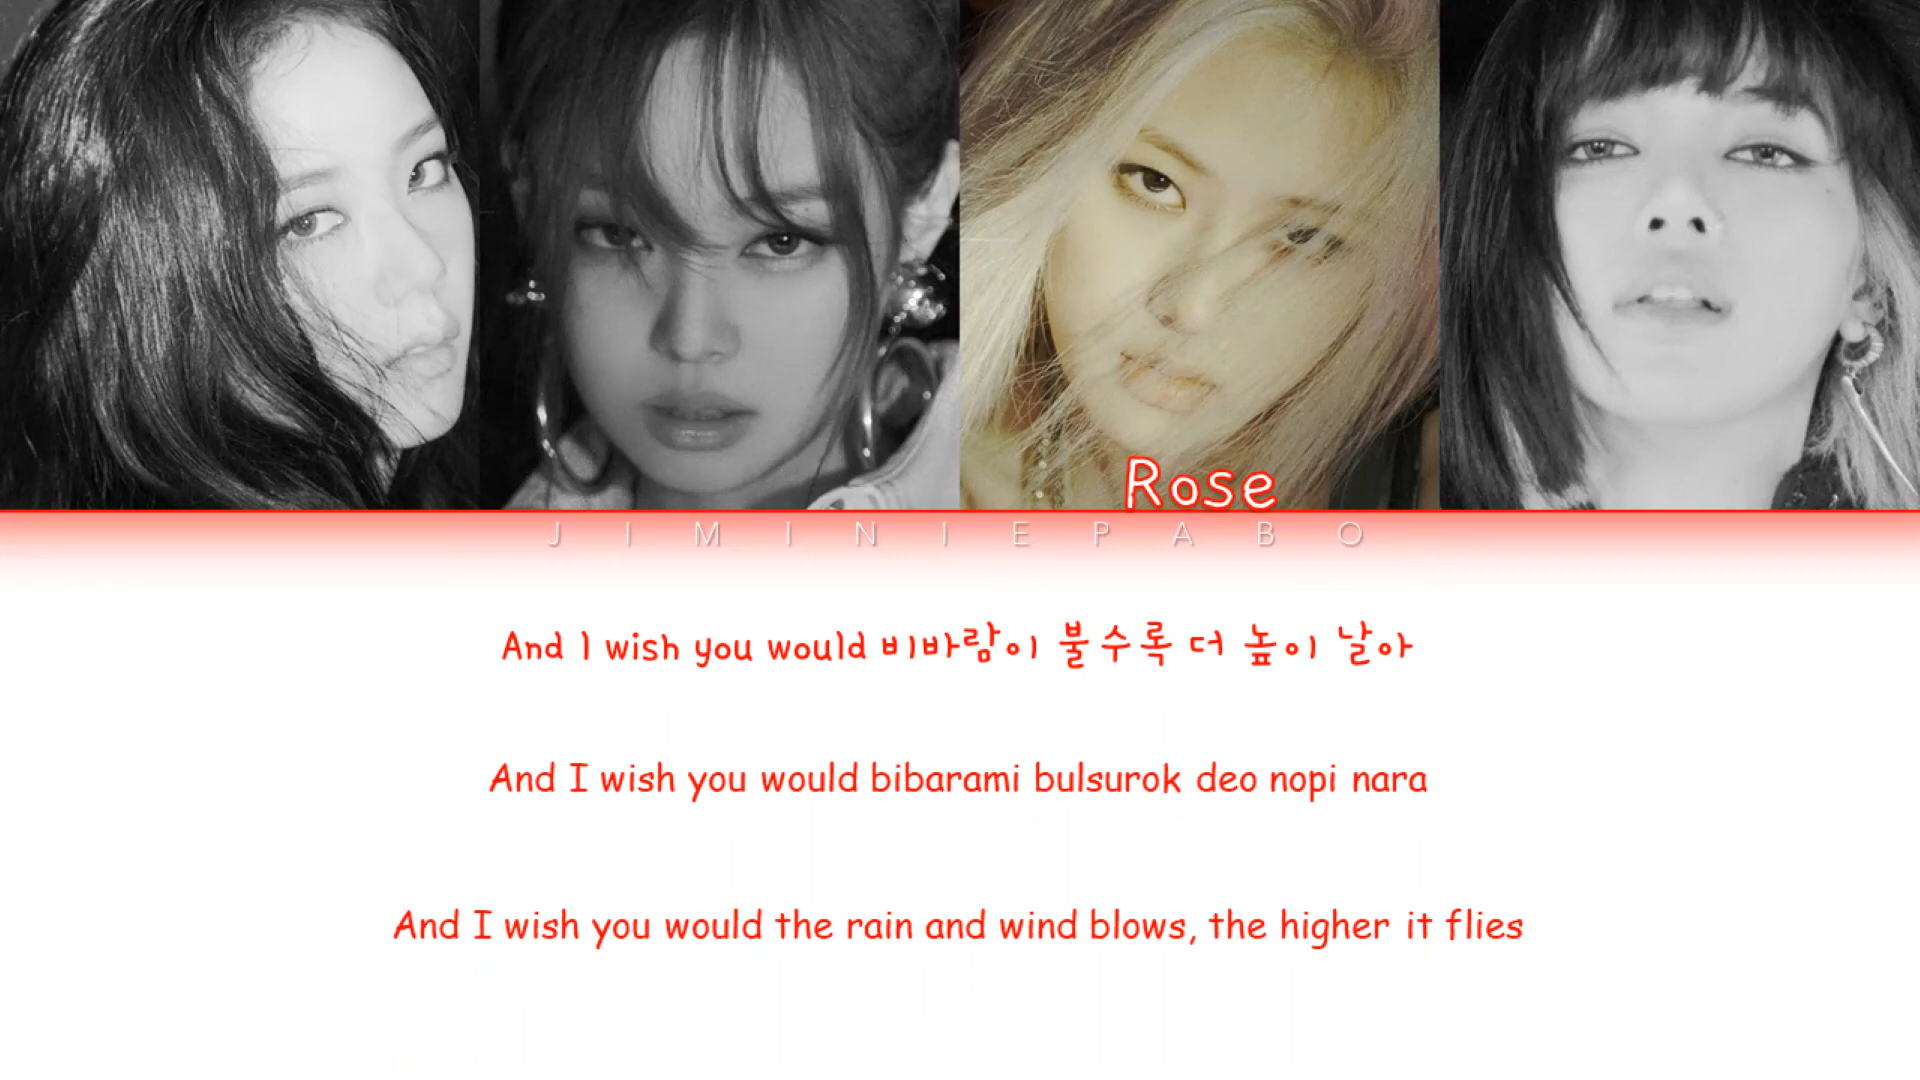 Rose
JIMINIEPABO
And I wish you would 비바람이 불수록 더 높이 날아
And I wish you would bibarami bulsurok deo nopi nara
And I wish you would the rain and wind blows, the higher it flies